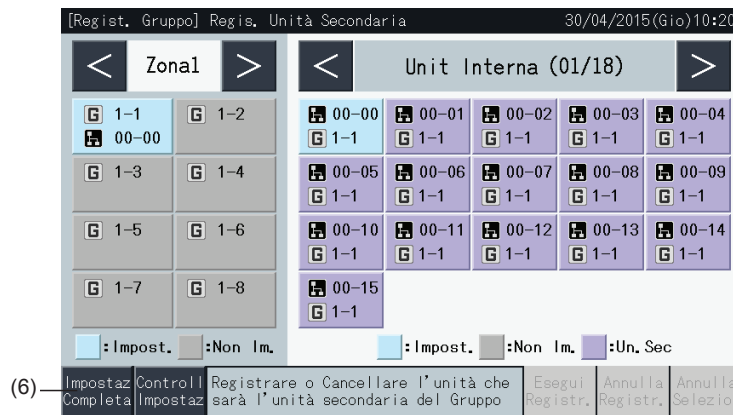 [Regist. Gruppo] Regis. Unità Secondaria 30/04/2015(Gio)10:20
< Zona1 > < Unit Interna (01/18) >
G 1-1 G 1-2 00-00 00-01 00-02 00-03 00-04
00-00 G 1-1 G 1-1 G 1-1 G 1-1 G 1-1
G 1-3 G 1-4 00-05 00-06 00-07 00-08 00-09
G 1-1 G 1-1 G 1-1 G 1-1 G 1-1
G 1-5 G 1-6 00-10 00-11 00-12 00-13 00-14
G 1-1 G 1-1 G 1-1 G 1-1 G 1-1
G 1-7 G 1-8 00-15
G 1-1
:Impost. :Non Im. :Impost. :Non Im. :Un.Sec
(6) Impostaz Controll Registrare o Cancellare l'unità che Esegui Annulla Annulla
Completa Impostaz sarà l'unità secondaria del Gruppo Registr. Registr. Selezio